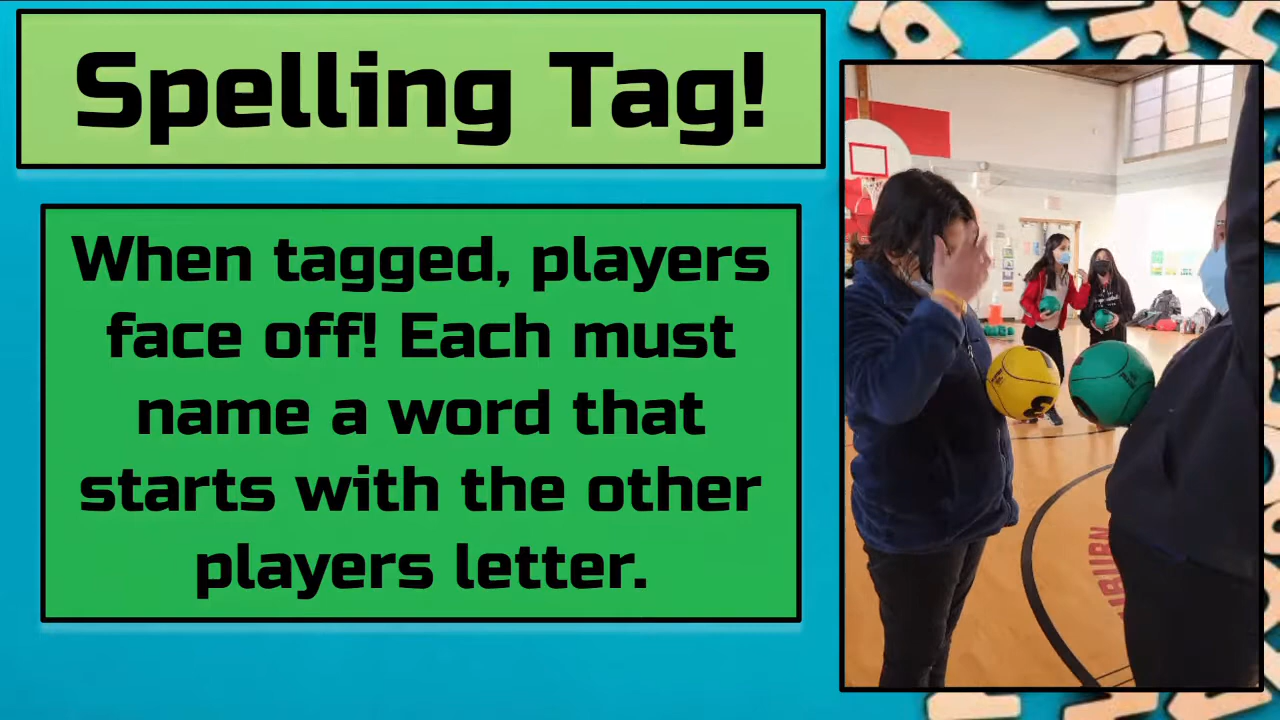 Spelling Tag!
When tagged, players
face off! Each must
name a word that
starts with the other
players letter.